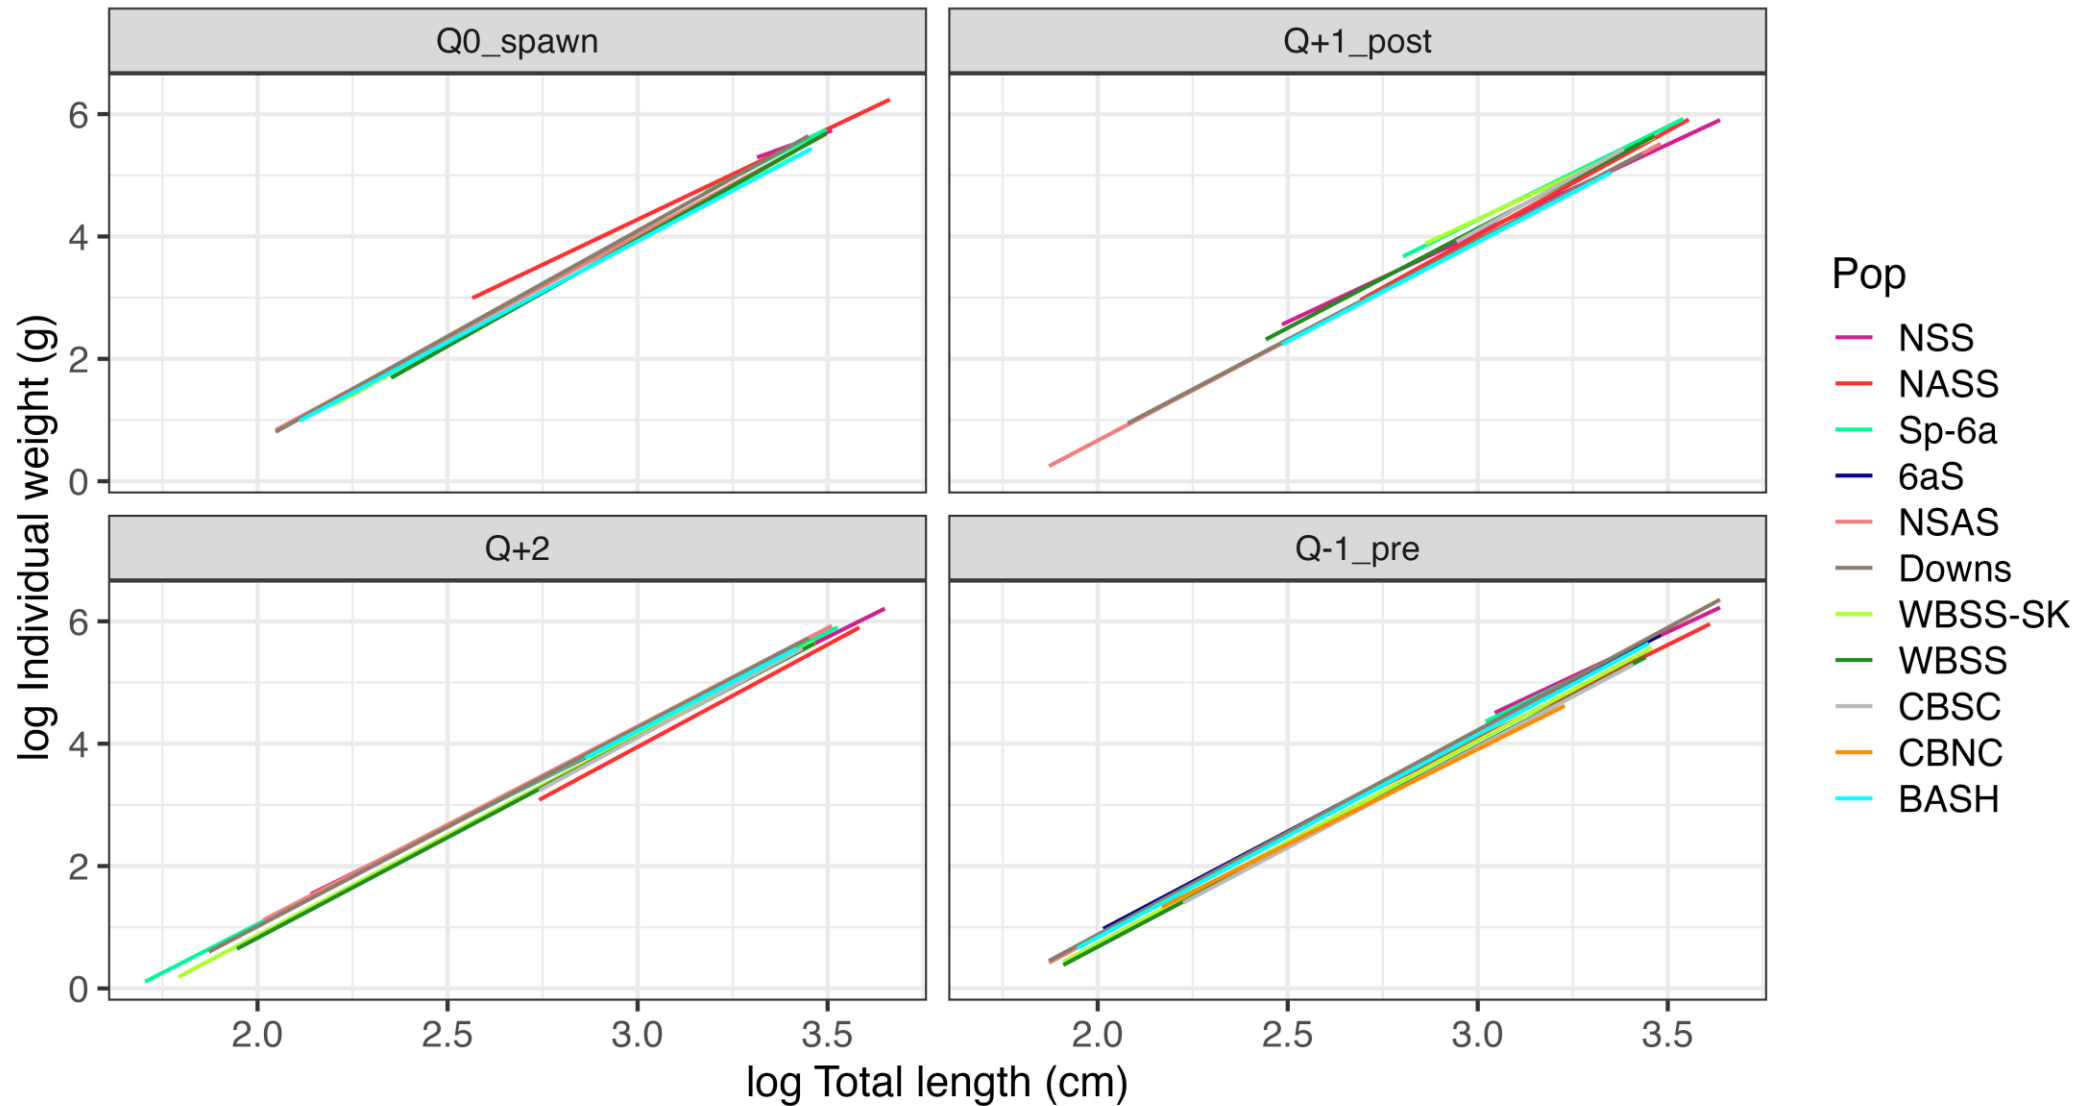 Q0_spawn
Q+1_post
6
4
2
0
Q+2
Q-1_pre
6
4
2
0
2.0 2.5 3.0 3.5
2.0 2.5 3.0 3.5
log Total length (cm)
log Individual weight (g)
Pop
NSS
NASS
Sp-6a
6aS
NSAS
Downs
WBSS-SK
WBSS
CBSC
CBNC
BASH